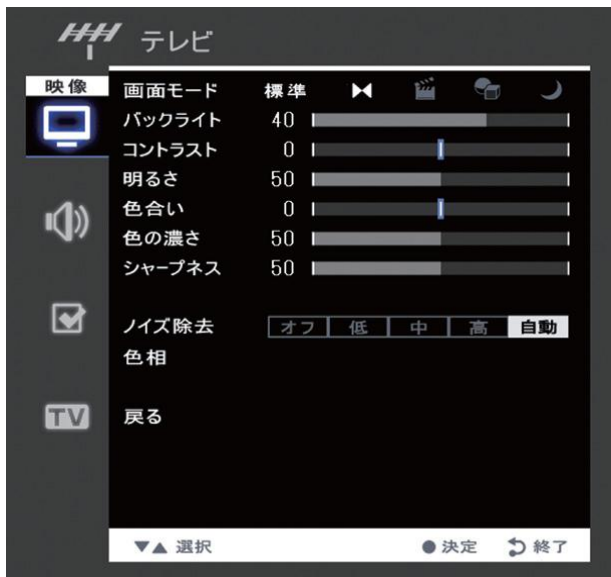 テレビ
映像
画面モード 標準
バックライト 40
コントラスト 0
明るさ 50
色合い 0
色の濃さ 50
シャープネス 50
ノイズ除去 オフ 低 中 高 自動
色相
TV 戻る
▼▲ 選択 ●決定 終了